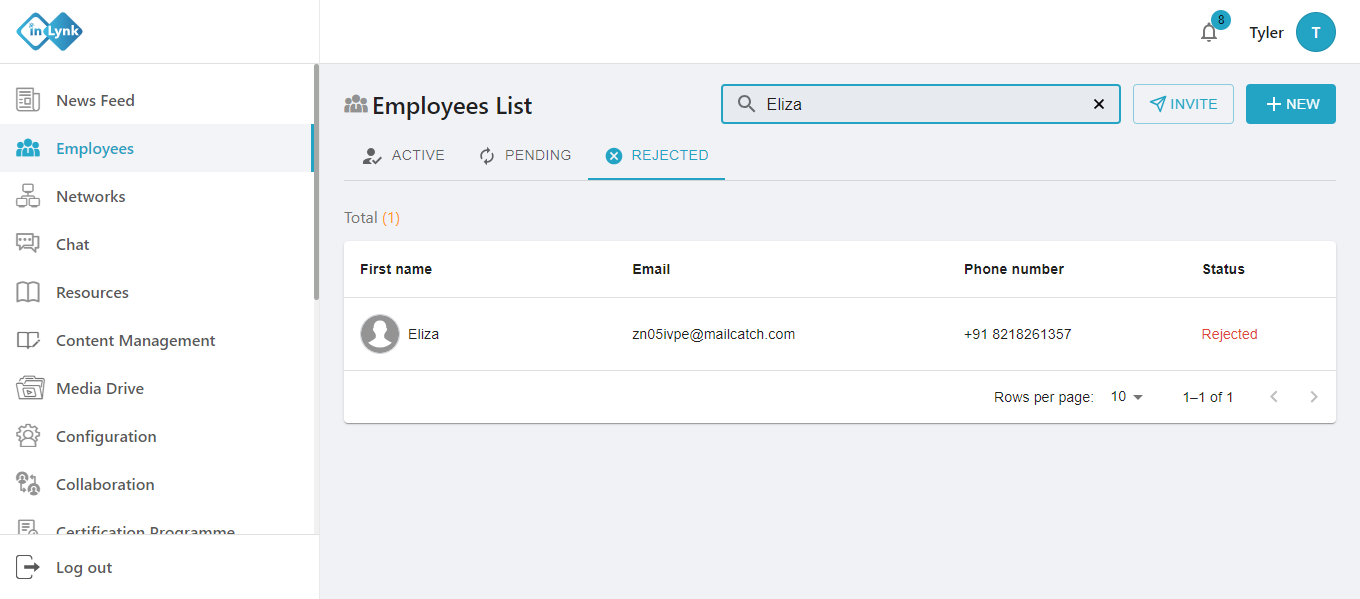 inLynk
8
Tyler
T
News Feed
Employees
Networks
Chat
Resources
Content Management
Media Drive
Configuration
Collaboration
Certification Programme
Log out
Employees List
Eliza
INVITE
NEW
ACTIVE
PENDING
REJECTED
Total (1)
First name Email Phone number Status
Eliza zn05ivpe@mailcatch.com +91 8218261357 Rejected
Rows per page: 10 1–1 of 1